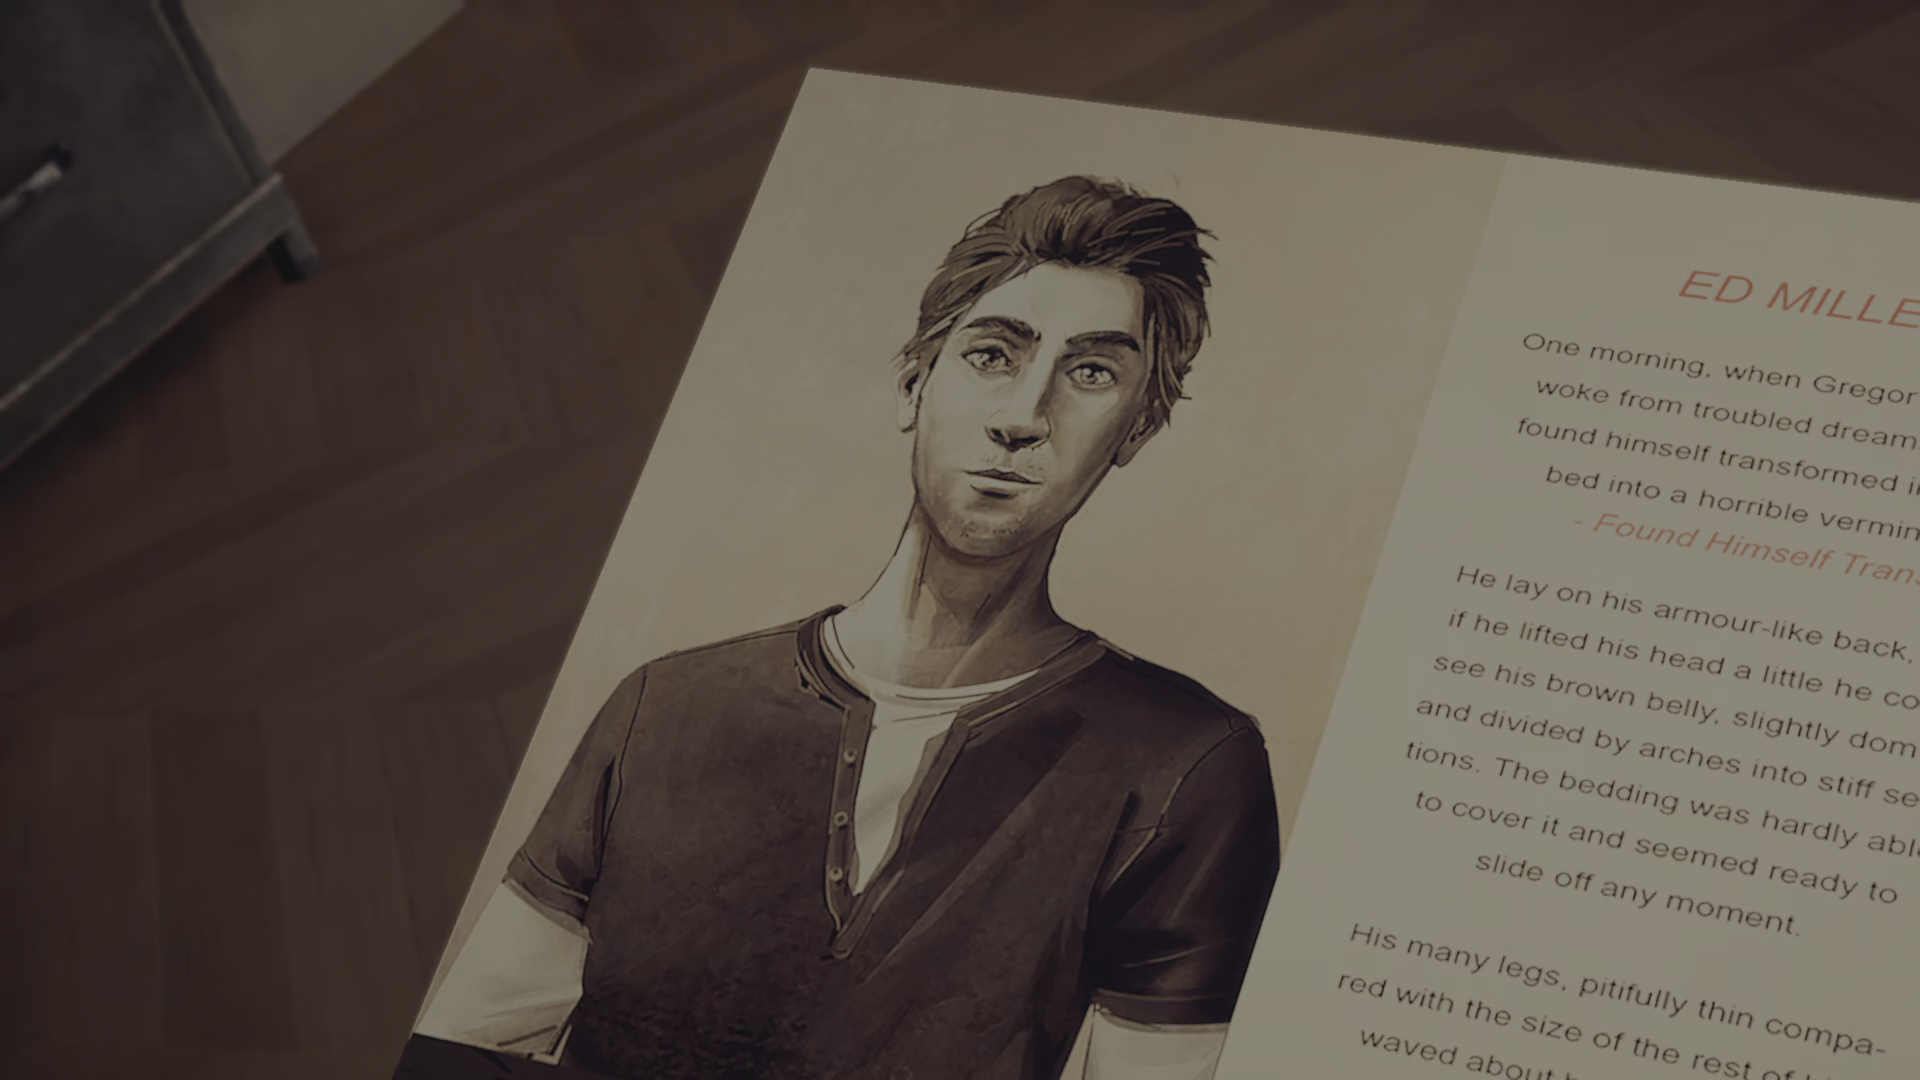 ED MILLE
One morning, when Gregor
woke from troubled dream
found himself transformed
bed into a horrible vermin
- Found Himself Trans
He lay on his armour-like back,
if he lifted his head a little he co
see his brown belly, slightly dom
and divided by arches into stiff se
tions. The bedding was hardly abl
to cover it and seemed ready to
slide off any moment.
His many legs, pitifully thin compa-
red with the size of the rest of
waved about